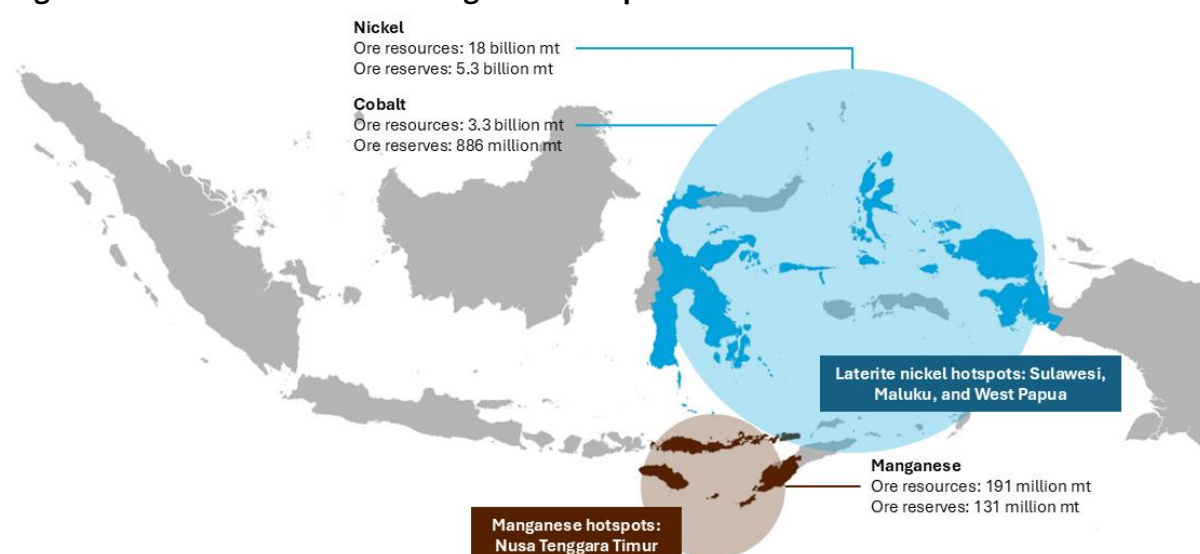 Nickel
Ore resources: 18 billion mt
Ore reserves: 5.3 billion mt
Cobalt
Ore resources: 3.3 billion mt
Ore reserves: 886 million mt
Laterite nickel hotspots: Sulawesi,
Maluku, and West Papua
Manganese
Ore resources: 191 million mt
Ore reserves: 131 million mt
Manganese hotspots:
Nusa Tenggara Timur